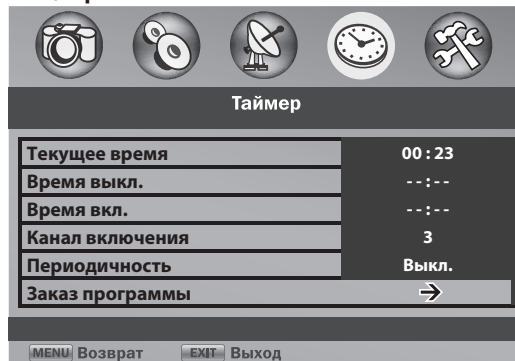 Таймер
Текущее время 00 : 23
Время выкл. --:--
Время вкл. --:--
Канал включения 3
Периодичность Выкл.
Заказ программы →
MENU Возврат EXIT Выход